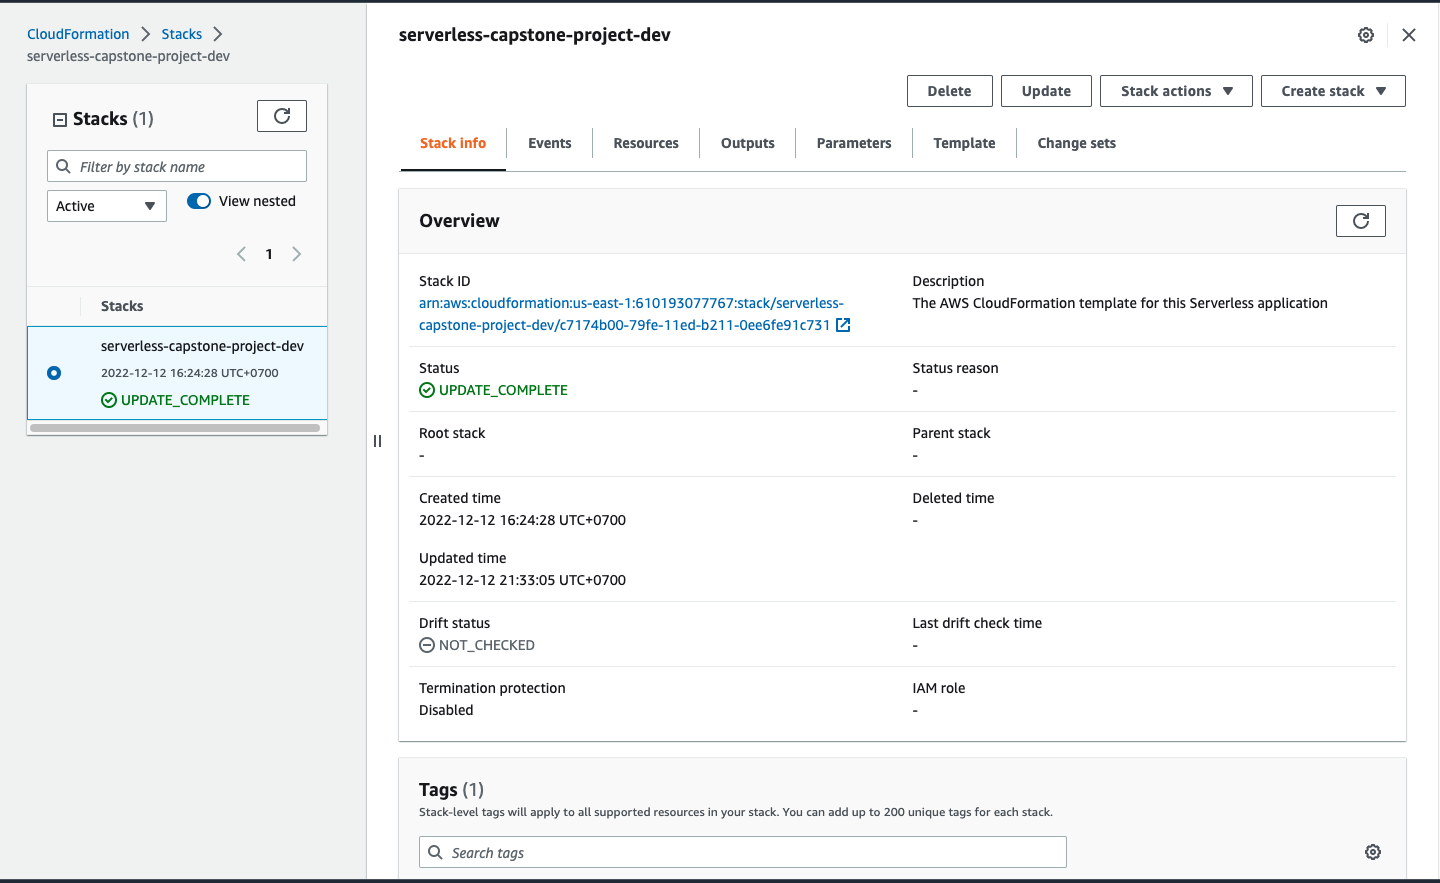 CloudFormation
Stacks
serverless-capstone-project-dev
Stacks (1)
Filter by stack name
Active
View nested
1
Stacks
serverless-capstone-project-dev
2022-12-12 16:24:28 UTC+0700
UPDATE_COMPLETE
serverless-capstone-project-dev
Delete
Update
Stack actions
Create stack
Stack info
Events
Resources
Outputs
Parameters
Template
Change sets
Overview
Stack ID
arn:aws:cloudformation:us-east-1:610193077767:stack/serverless-
capstone-project-dev/c7174b00-79fe-11ed-b211-0ee6fe91c731
Description
The AWS CloudFormation template for this Serverless application
Status
UPDATE_COMPLETE
Status reason
-
Root stack
-
Parent stack
-
Created time
2022-12-12 16:24:28 UTC+0700
Deleted time
-
Updated time
2022-12-12 21:33:05 UTC+0700
Drift status
NOT_CHECKED
Last drift check time
-
Termination protection
Disabled
IAM role
-
Tags (1)
Stack-level tags will apply to all supported resources in your stack. You can add up to 200 unique tags for each stack.
Search tags